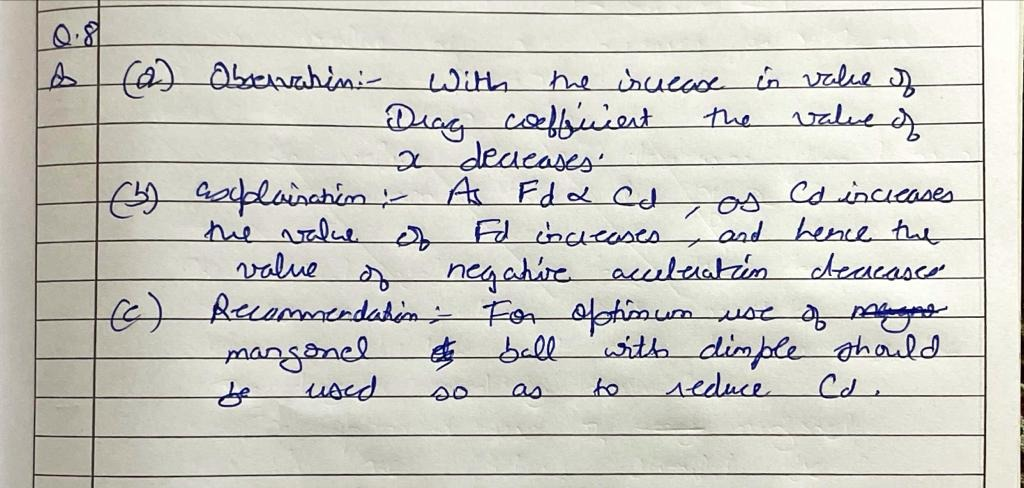 Q.8
A (a) Observation:- With the increase in value of
Drag coefficient the value of
x decreases.
(b) explaination :- As Fd α Cd , as Cd increases
the value of Fd increases , and hence the
value of negative acceleration decreases
(c) Recommendation :- For optimum use of
mangonel ball with dimple should
be used so as to reduce Cd .